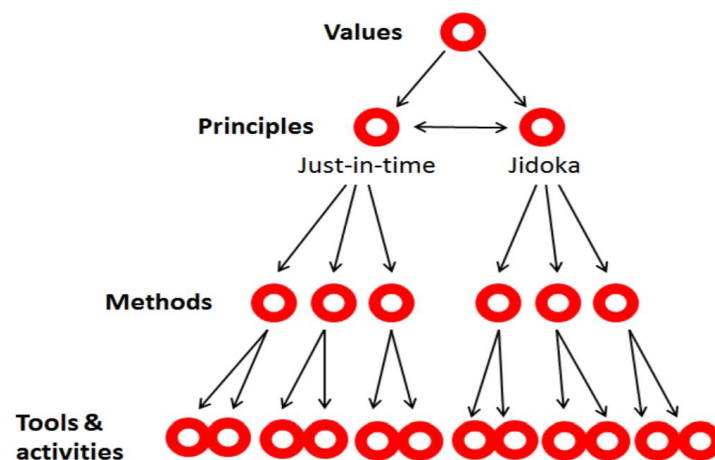 Values
Principles
Just-in-time
Jidoka
Methods
Tools &
activities